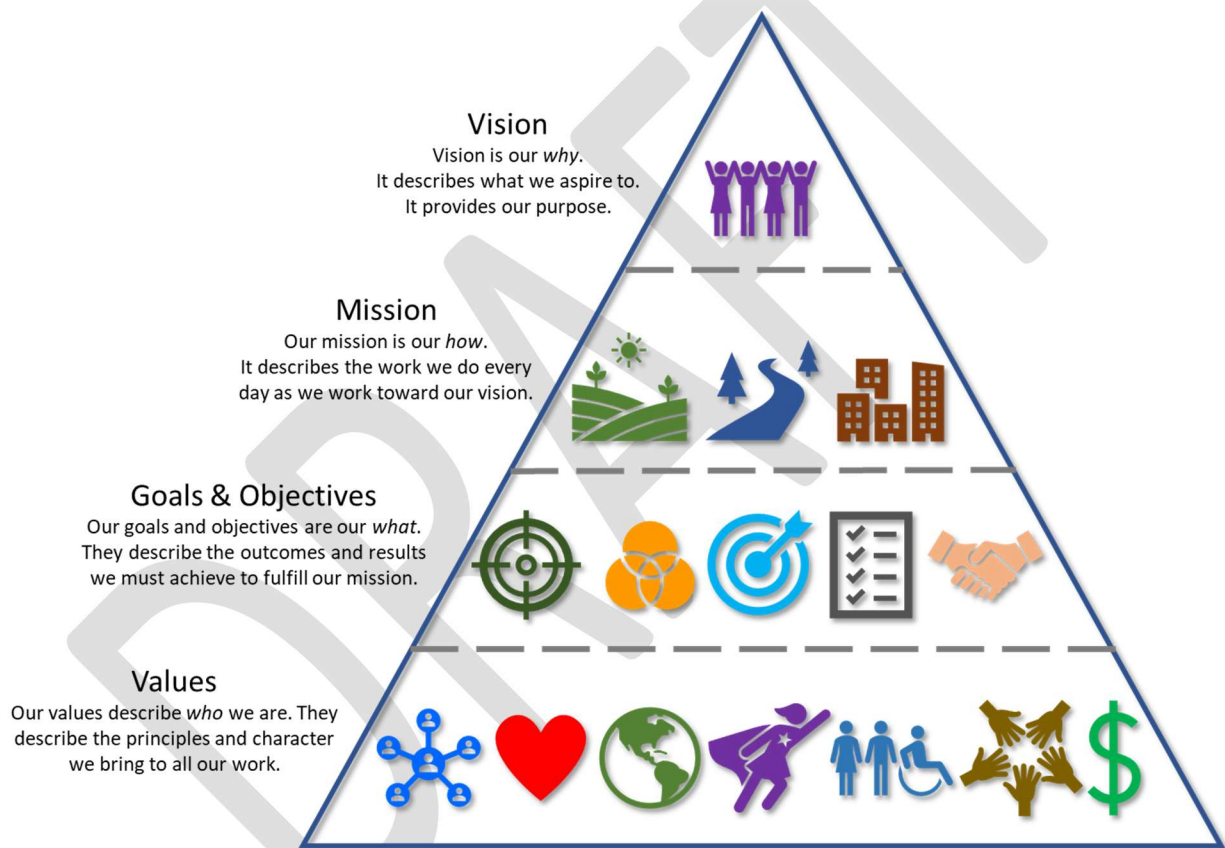 DRAFT
Vision
Vision is our why.
It describes what we aspire to.
It provides our purpose.
Mission
Our mission is our how.
It describes the work we do every
day as we work toward our vision.
Goals & Objectives
Our goals and objectives are our what.
They describe the outcomes and results
we must achieve to fulfill our mission.
Values
Our values describe who we are. They
describe the principles and character
we bring to all our work.
$